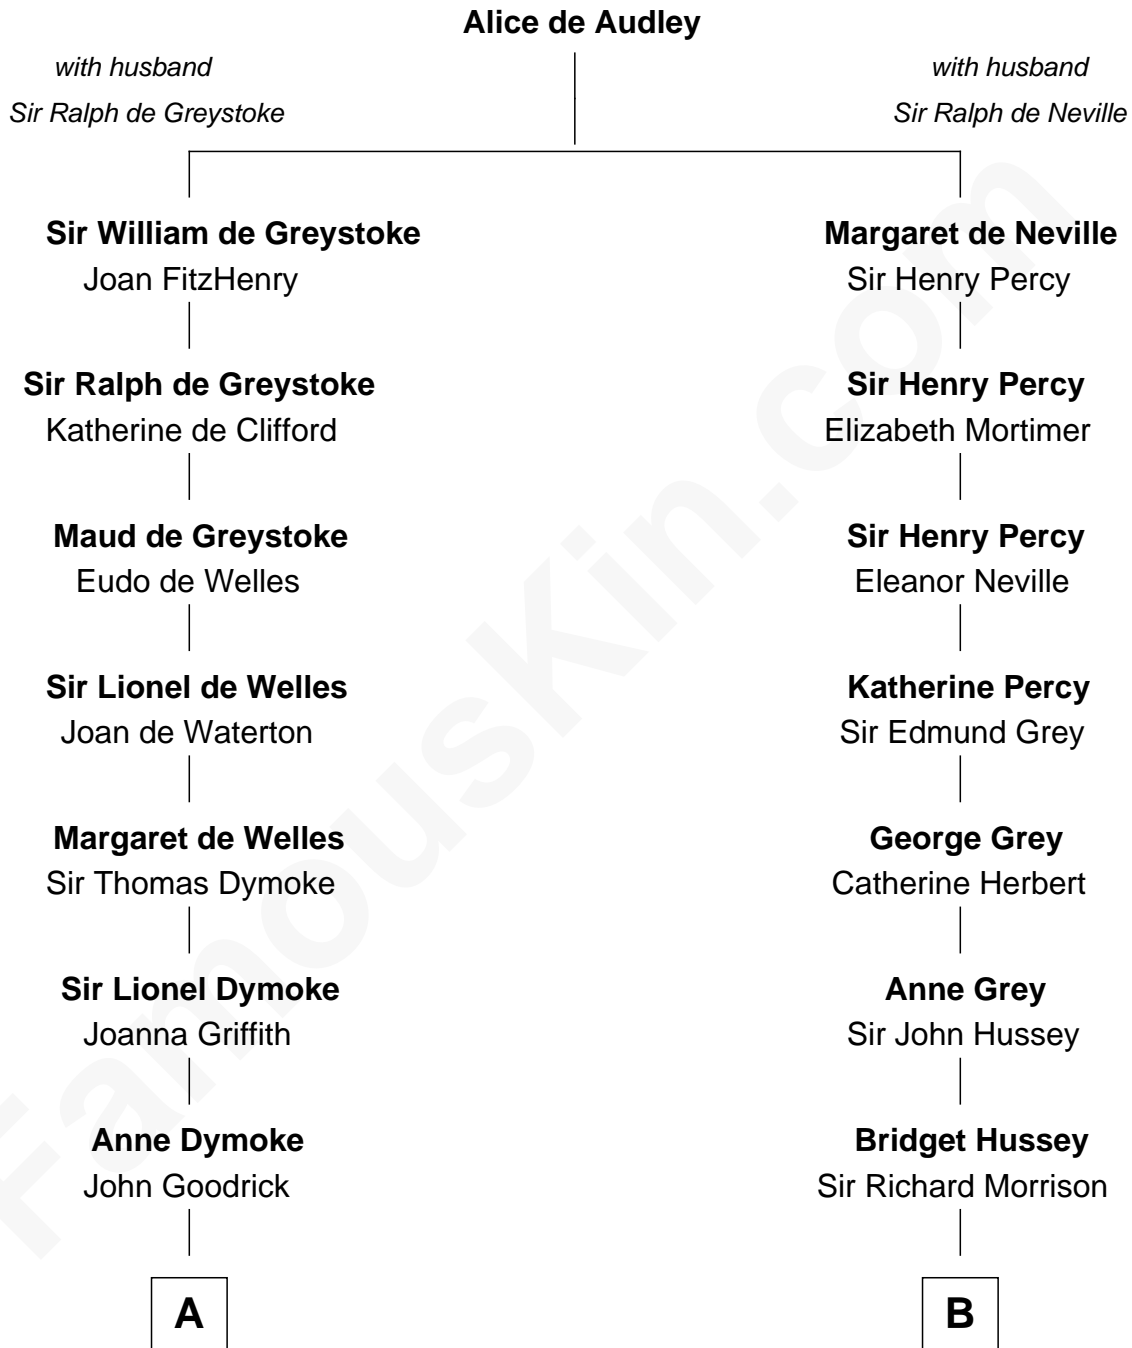 Alice de Audley
with husband
Sir Ralph de Greystoke
with husband
Sir Ralph de Neville
Sir William de Greystoke
Joan FitzHenry
Margaret de Neville
Sir Henry Percy
Sir Ralph de Greystoke
Katherine de Clifford
Sir Henry Percy
Elizabeth Mortimer
Maud de Greystoke
Eudo de Welles
Sir Henry Percy
Eleanor Neville
Sir Lionel de Welles
Joan de Waterton
Katherine Percy
Sir Edmund Grey
Margaret de Welles
Sir Thomas Dymoke
George Grey
Catherine Herbert
Sir Lionel Dymoke
Joanna Griffith
Anne Grey
Sir John Hussey
Anne Dymoke
John Goodrick
Bridget Hussey
Sir Richard Morrison
A
B
FamousKin.com